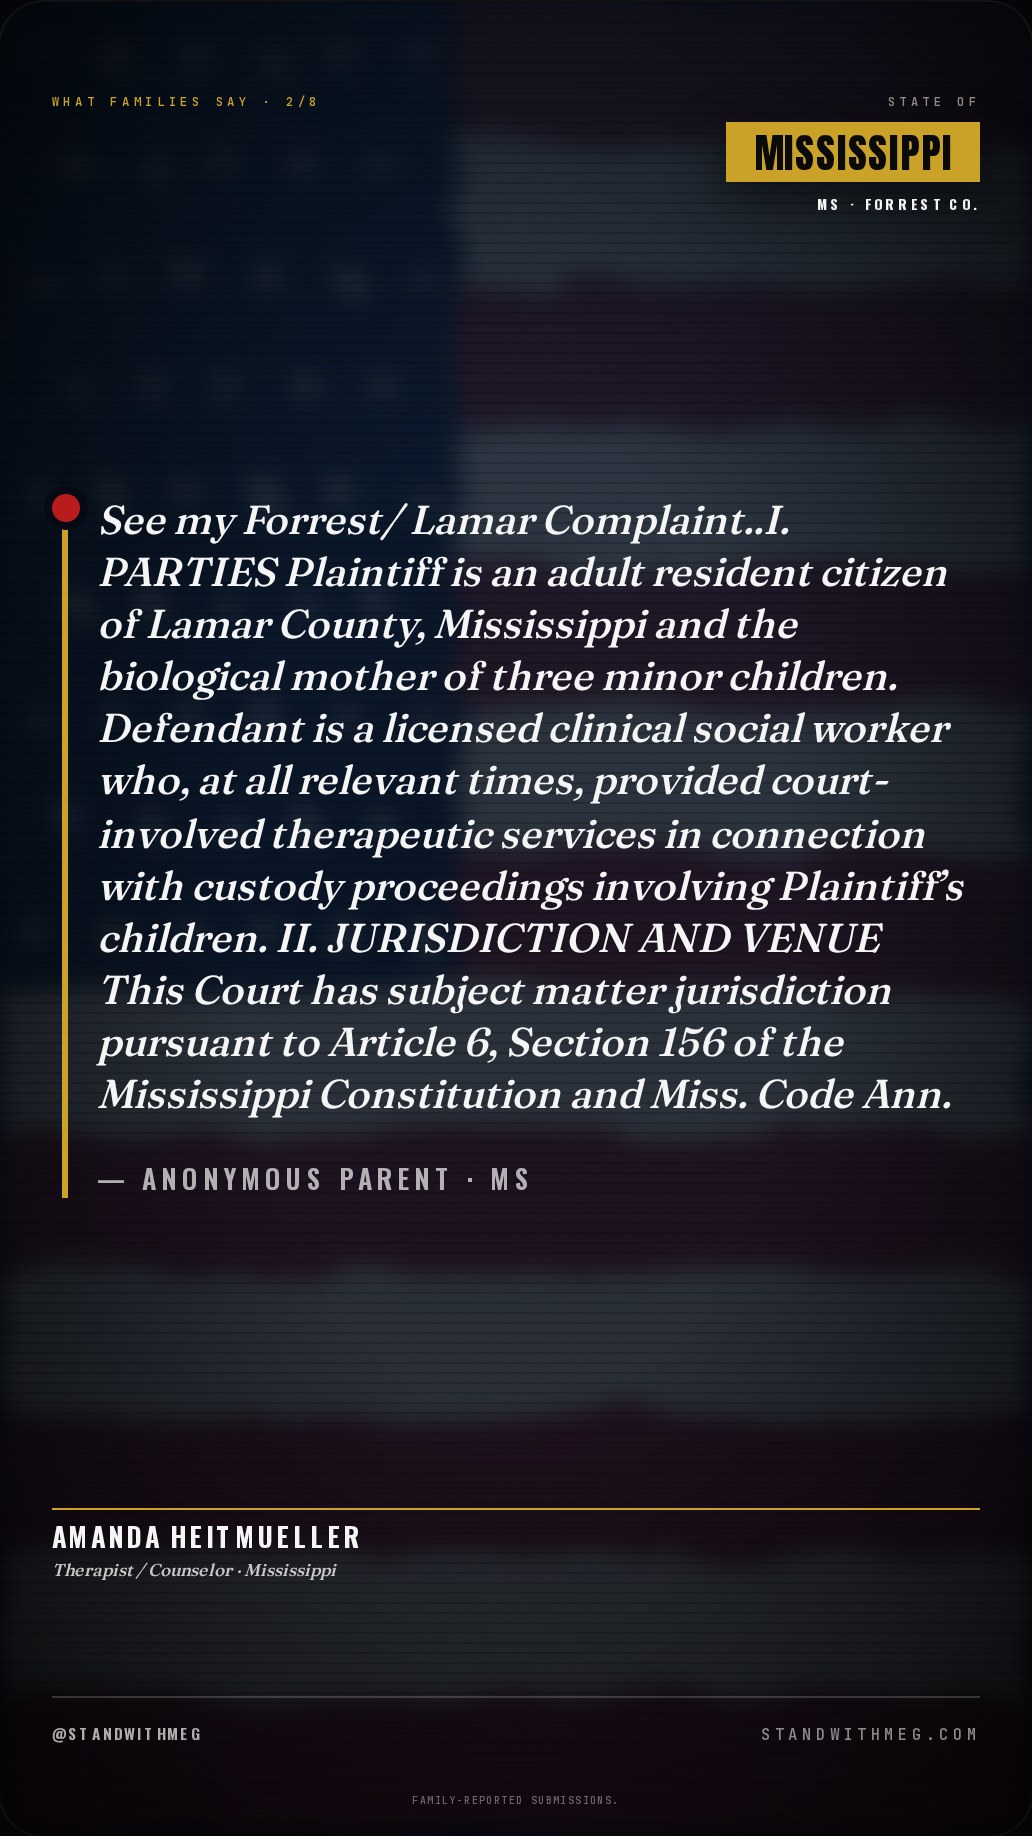 WHAT FAMILIES SAY · 2/8
STATE OF
MISSISSIPPI
MS · FORREST CO.
See my Forrest/ Lamar Complaint..I.
PARTIES Plaintiff is an adult resident citizen
of Lamar County, Mississippi and the
biological mother of three minor children.
Defendant is a licensed clinical social worker
who, at all relevant times, provided court-
involved therapeutic services in connection
with custody proceedings involving Plaintiff’s
children. II. JURISDICTION AND VENUE
This Court has subject matter jurisdiction
pursuant to Article 6, Section 156 of the
Mississippi Constitution and Miss. Code Ann.
— ANONYMOUS PARENT · MS
AMANDA HEITMUELLER
Therapist / Counselor · Mississippi
@STANDWITHMEG
STANDWITHMEG.COM
FAMILY-REPORTED SUBMISSIONS.